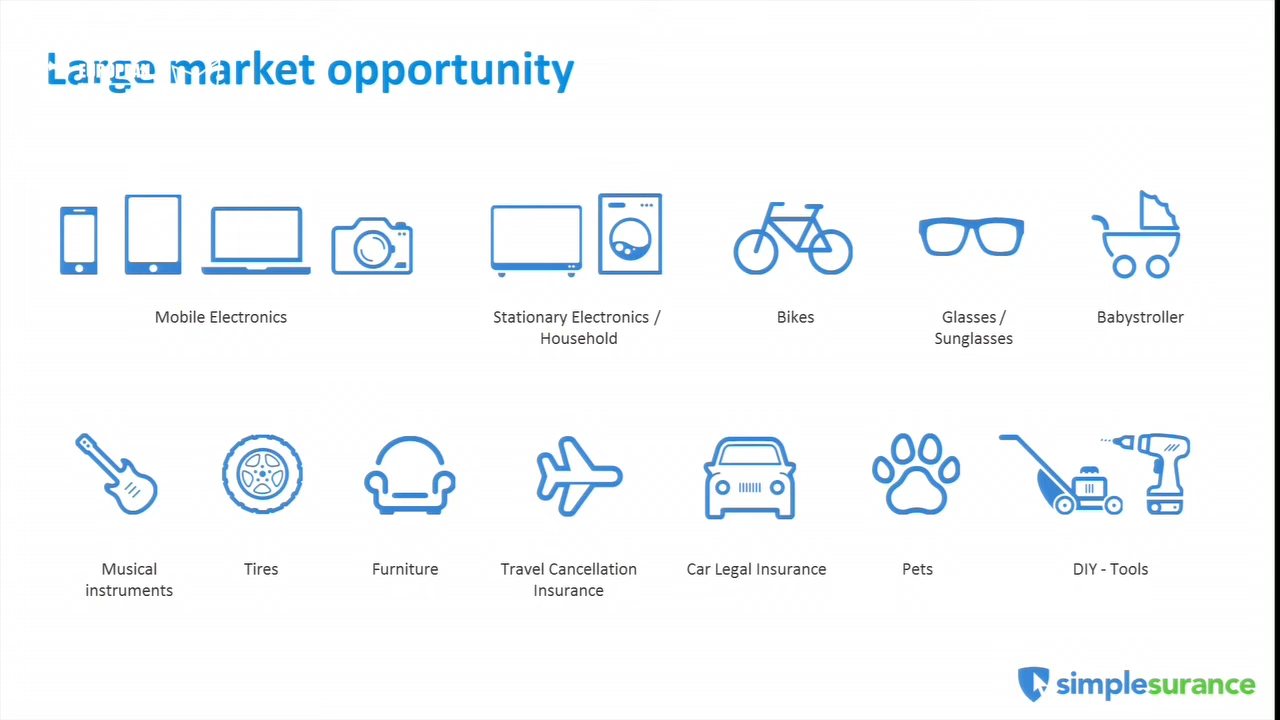 Large market opportunity
EUROPEAN
Mobile Electronics
Stationary Electronics /
Household
Bikes
Glasses /
Sunglasses
Babystroller
Musical
instruments
Tires
Furniture
Travel Cancellation
Insurance
Car Legal Insurance
Pets
DIY - Tools
simplesurance